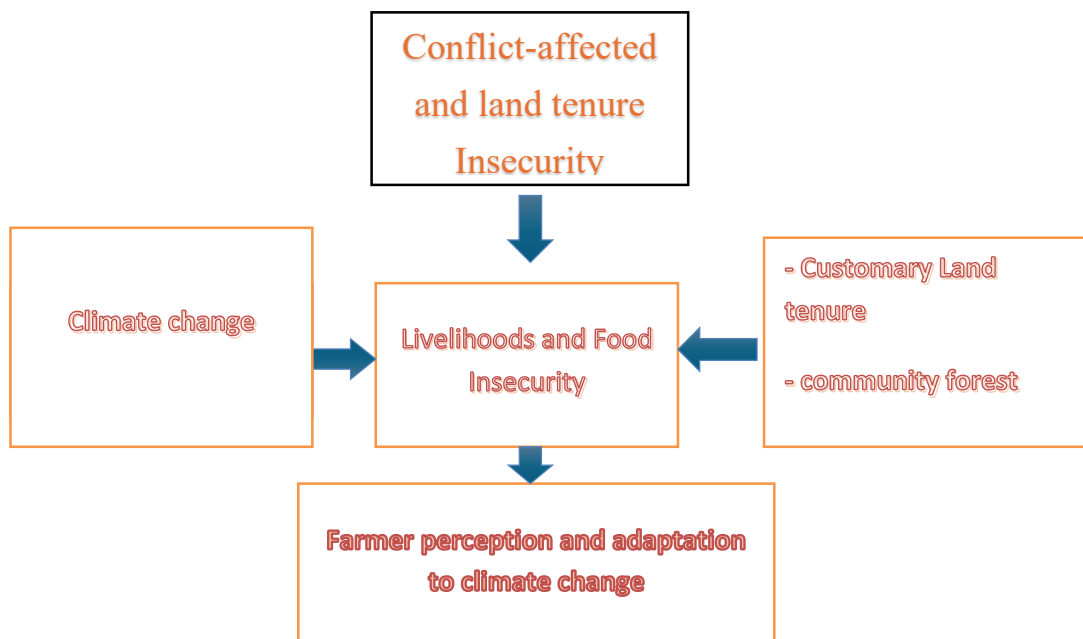 Conflict-affected
and land tenure
Insecurity
Climate change
Livelihoods and Food
Insecurity
- Customary Land
tenure
- community forest
Farmer perception and adaptation
to climate change